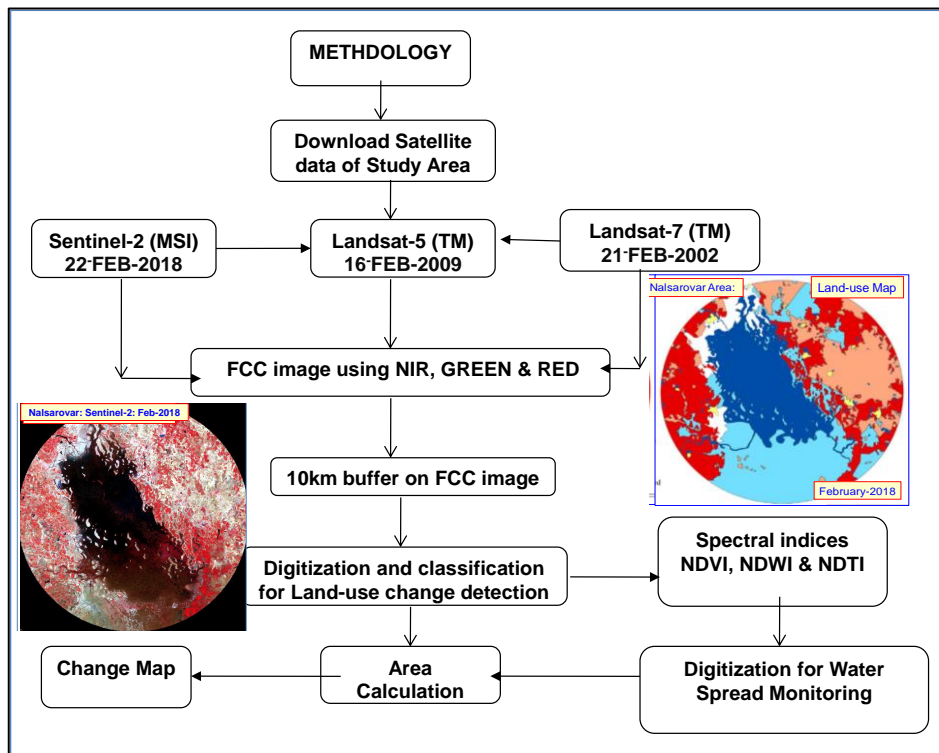 METHDOLOGY
Download Satellite
data of Study Area
Sentinel-2 (MSI)
22-FEB-2018
Landsat-5 (TM)
16-FEB-2009
Landsat-7 (TM)
21-FEB-2002
Nalsarovar Area:
Land-use Map
February-2018
FCC image using NIR, GREEN & RED
Nalsarovar: Sentinel-2: Feb-2018
10km buffer on FCC image
Digitization and classification
for Land-use change detection
Spectral indices
NDVI, NDWI & NDTI
Change Map
Area
Calculation
Digitization for Water
Spread Monitoring